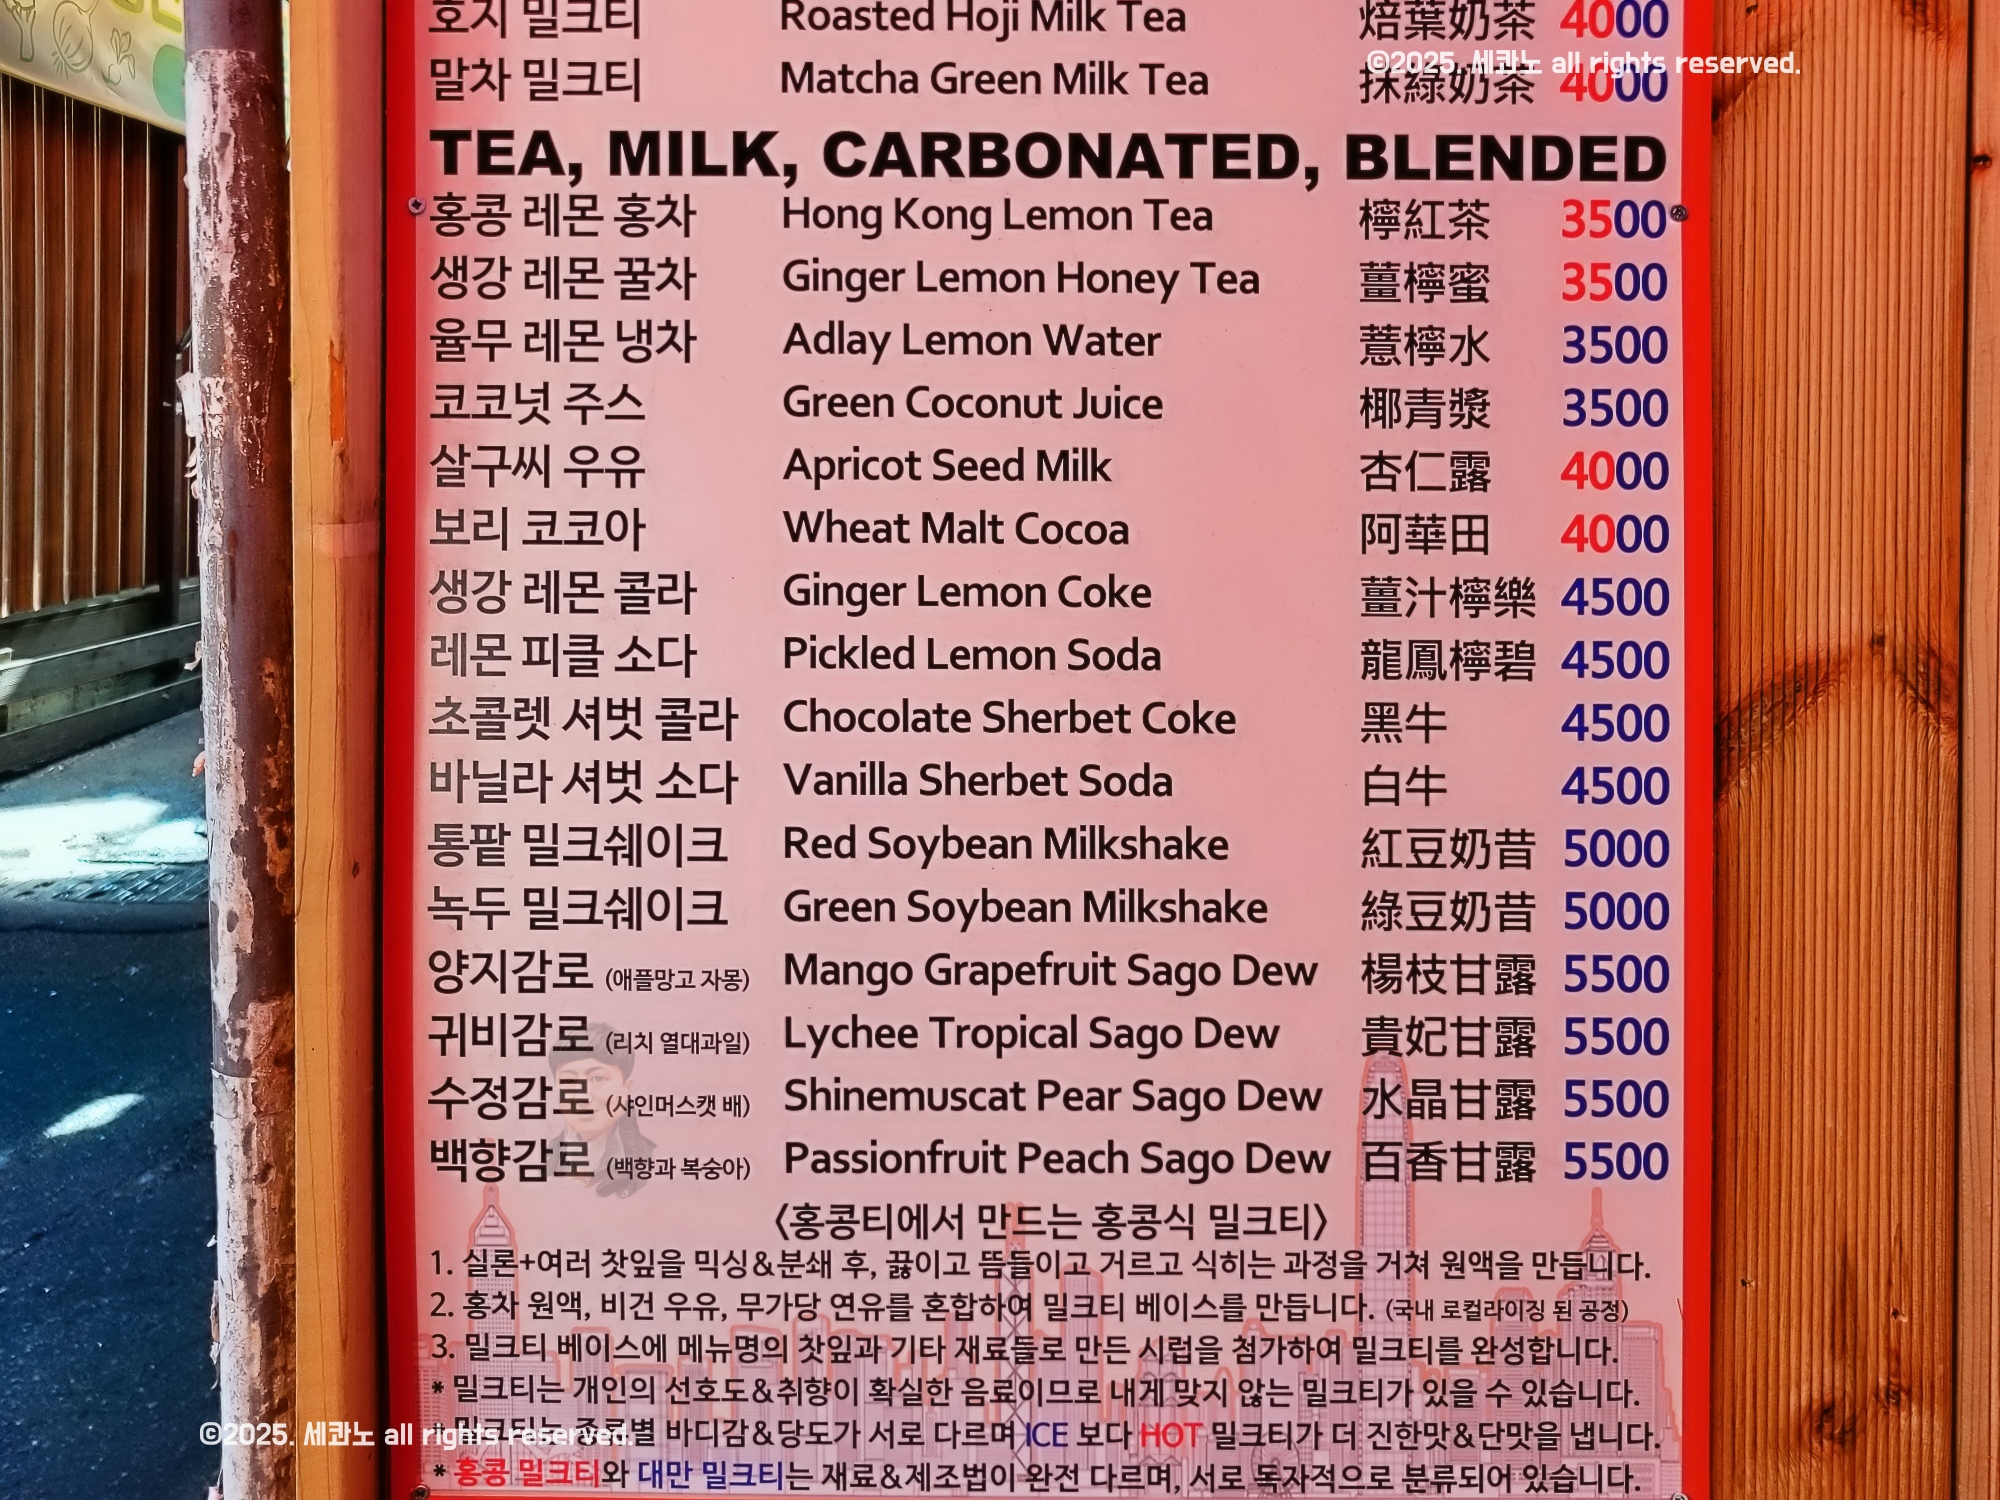 호지 밀크티 Roasted Hoji Milk Tea 焙葉奶茶 4000
©2025. 세콰노 all rights reserved.
말차 밀크티 Matcha Green Milk Tea 抹綠奶茶 4000
TEA, MILK, CARBONATED, BLENDED
홍콩 레몬 홍차 Hong Kong Lemon Tea 檸紅茶 3500
생강 레몬 꿀차 Ginger Lemon Honey Tea 薑檸蜜 3500
율무 레몬 냉차 Adlay Lemon Water 薏檸水 3500
코코넛 주스 Green Coconut Juice 椰青漿 3500
살구씨 우유 Apricot Seed Milk 杏仁露 4000
보리 코코아 Wheat Malt Cocoa 阿華田 4000
생강 레몬 콜라 Ginger Lemon Coke 薑汁檸樂 4500
레몬 피클 소다 Pickled Lemon Soda 龍鳳檸碧 4500
초콜렛 셔벗 콜라 Chocolate Sherbet Coke 黑牛 4500
바닐라 셔벗 소다 Vanilla Sherbet Soda 白牛 4500
통팥 밀크쉐이크 Red Soybean Milkshake 紅豆奶昔 5000
녹두 밀크쉐이크 Green Soybean Milkshake 綠豆奶昔 5000
양지감로 (애플망고 자몽) Mango Grapefruit Sago Dew 楊枝甘露 5500
귀비감로 (리치 열대과일) Lychee Tropical Sago Dew 貴妃甘露 5500
수정감로 (샤인머스캣 배) Shinemuscat Pear Sago Dew 水晶甘露 5500
백향감로 (백향과 복숭아) Passionfruit Peach Sago Dew 百香甘露 5500
〈홍콩티에서 만드는 홍콩식 밀크티〉
1. 실론+여러 찻잎을 믹싱&분쇄 후, 끓이고 뜸들이고 거르고 식히는 과정을 거쳐 원액을 만듭니다.
2. 홍차 원액, 비건 우유, 무가당 연유를 혼합하여 밀크티 베이스를 만듭니다. (국내 로컬라이징 된 공정)
3. 밀크티 베이스에 메뉴명의 찻잎과 기타 재료들로 만든 시럽을 첨가하여 밀크티를 완성합니다.
* 밀크티는 개인의 선호도&취향이 확실한 음료이므로 내게 맞지 않는 밀크티가 있을 수 있습니다.
* 밀크티는 종류별 바디감&당도가 서로 다르며 ICE 보다 HOT 밀크티가 더 진한맛&단맛을 냅니다.
©2025. 세콰노 all rights reserved.
* 홍콩 밀크티와 대만 밀크티는 재료&제조법이 완전 다르며, 서로 독자적으로 분류되어 있습니다.